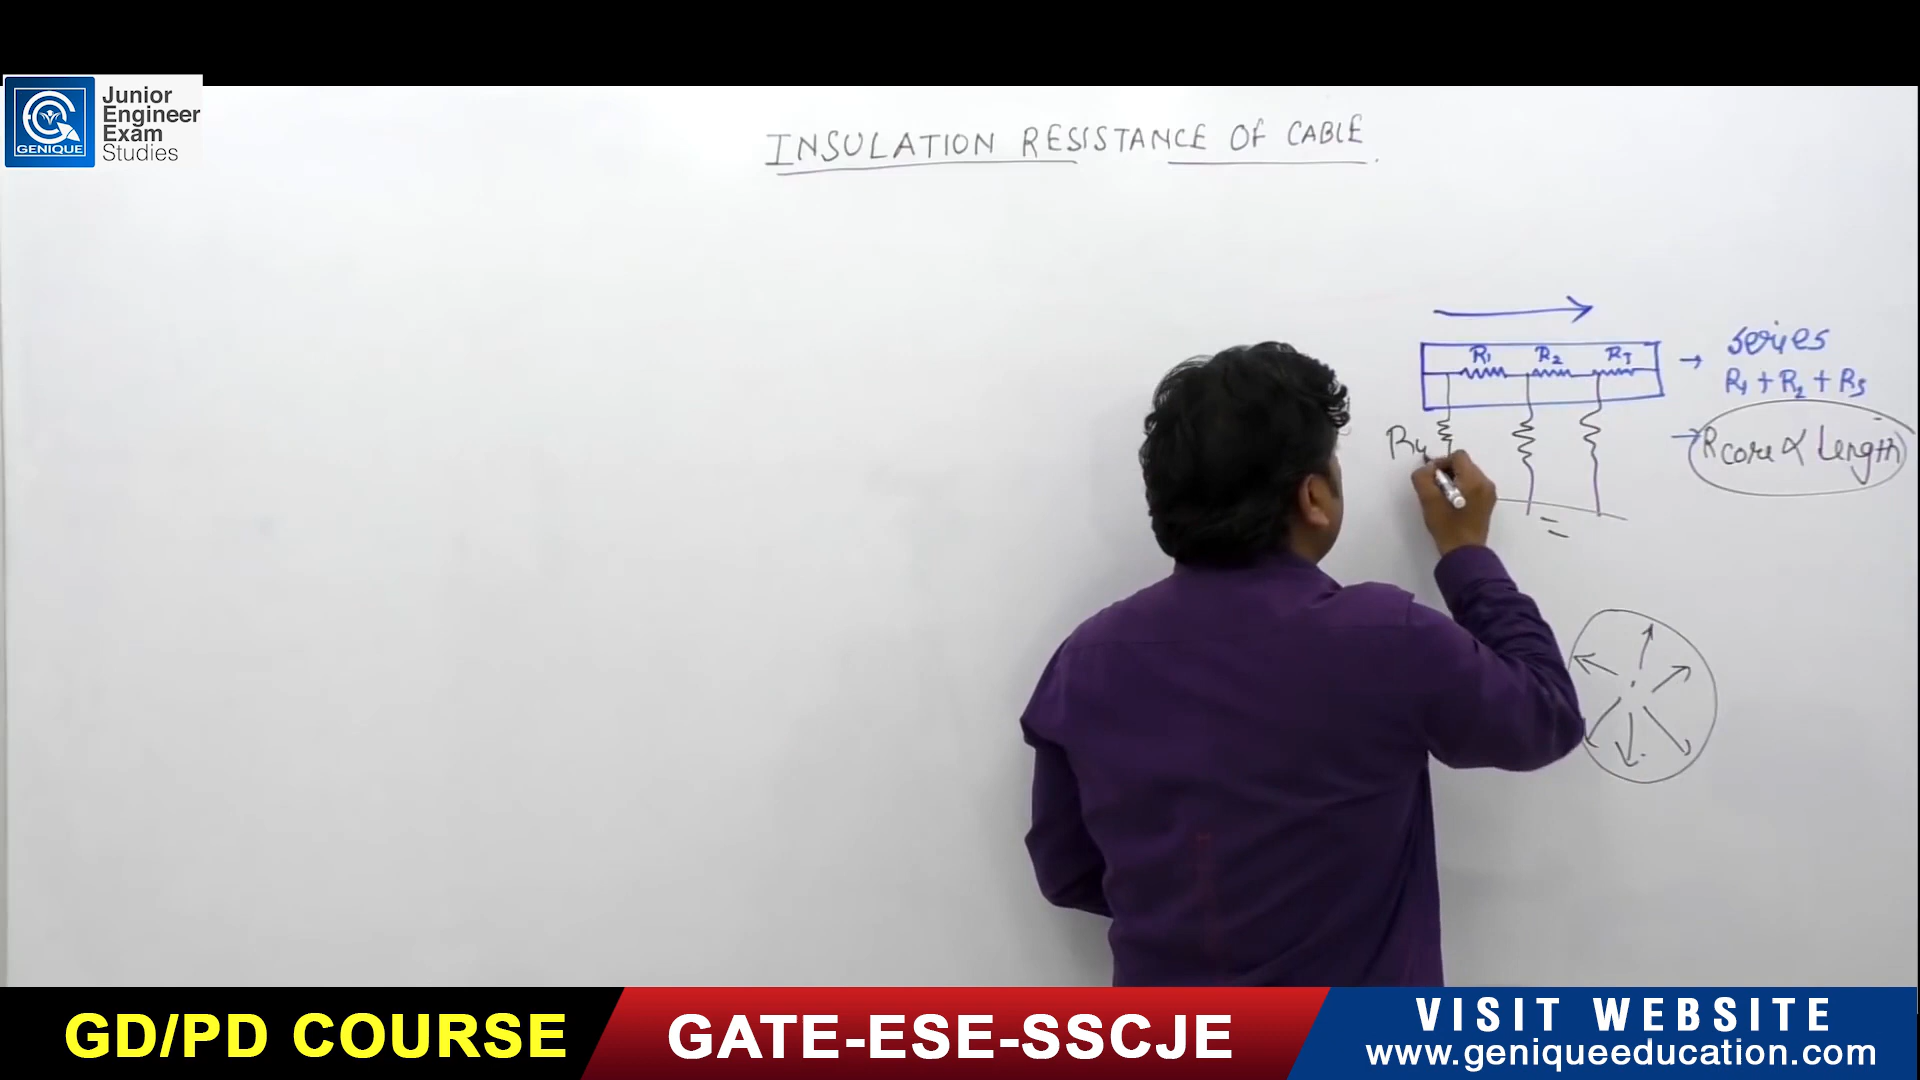 Junior
Engineer
Exam
Studies
GENIQUE
INSULATION RESISTANCE OF CABLE
R1 R2 R3
series
R1 + R2 + R3
R4
Rcore ∝ Length
GD/PD COURSE
GATE-ESE-SSCJE
VISIT WEBSITE
www.geniqueeducation.com